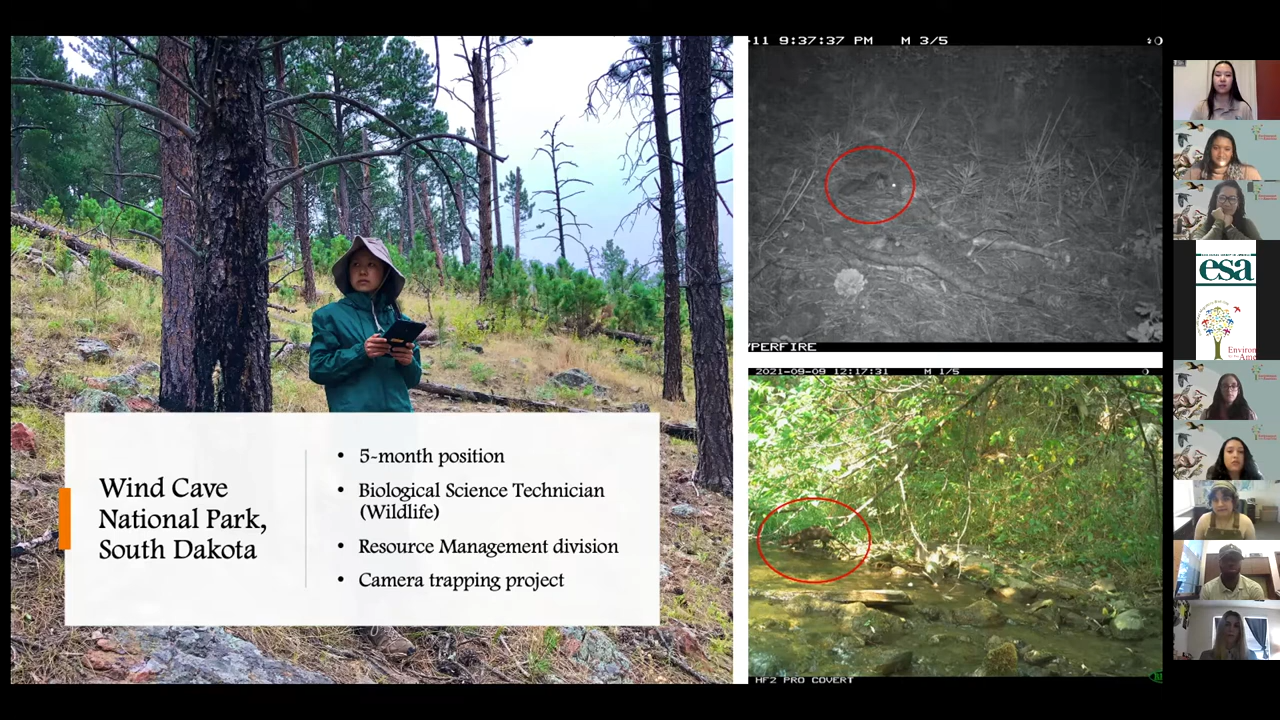 Wind Cave
National Park,
South Dakota
• 5-month position
• Biological Science Technician
(Wildlife)
• Resource Management division
• Camera trapping project
-11 9:37:37 PM M 3/5
YPERFIRE
2021-09-09 12:17:31 M 1/5
HF2 PRO COVERT
esa
Environ
Ame